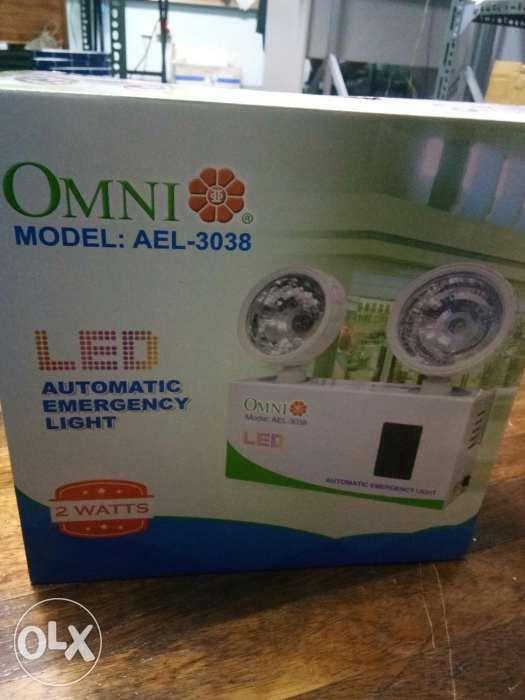 OMNI ®
MODEL: AEL-3038
LED
AUTOMATIC
EMERGENCY
LIGHT
2 WATTS
OMNI
Model: AEL-3038
LED
AUTOMATIC EMERGENCY LIGHT
OLX